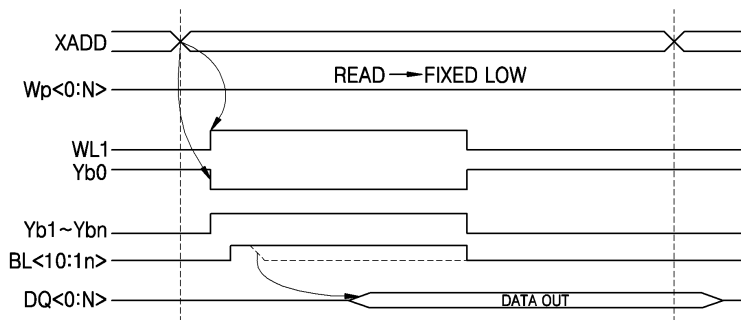 XADD
READ → FIXED LOW
Wp<0:N>
WL1
Yb0
Yb1~Ybn
BL<10:1n>
DQ<0:N>
DATA OUT